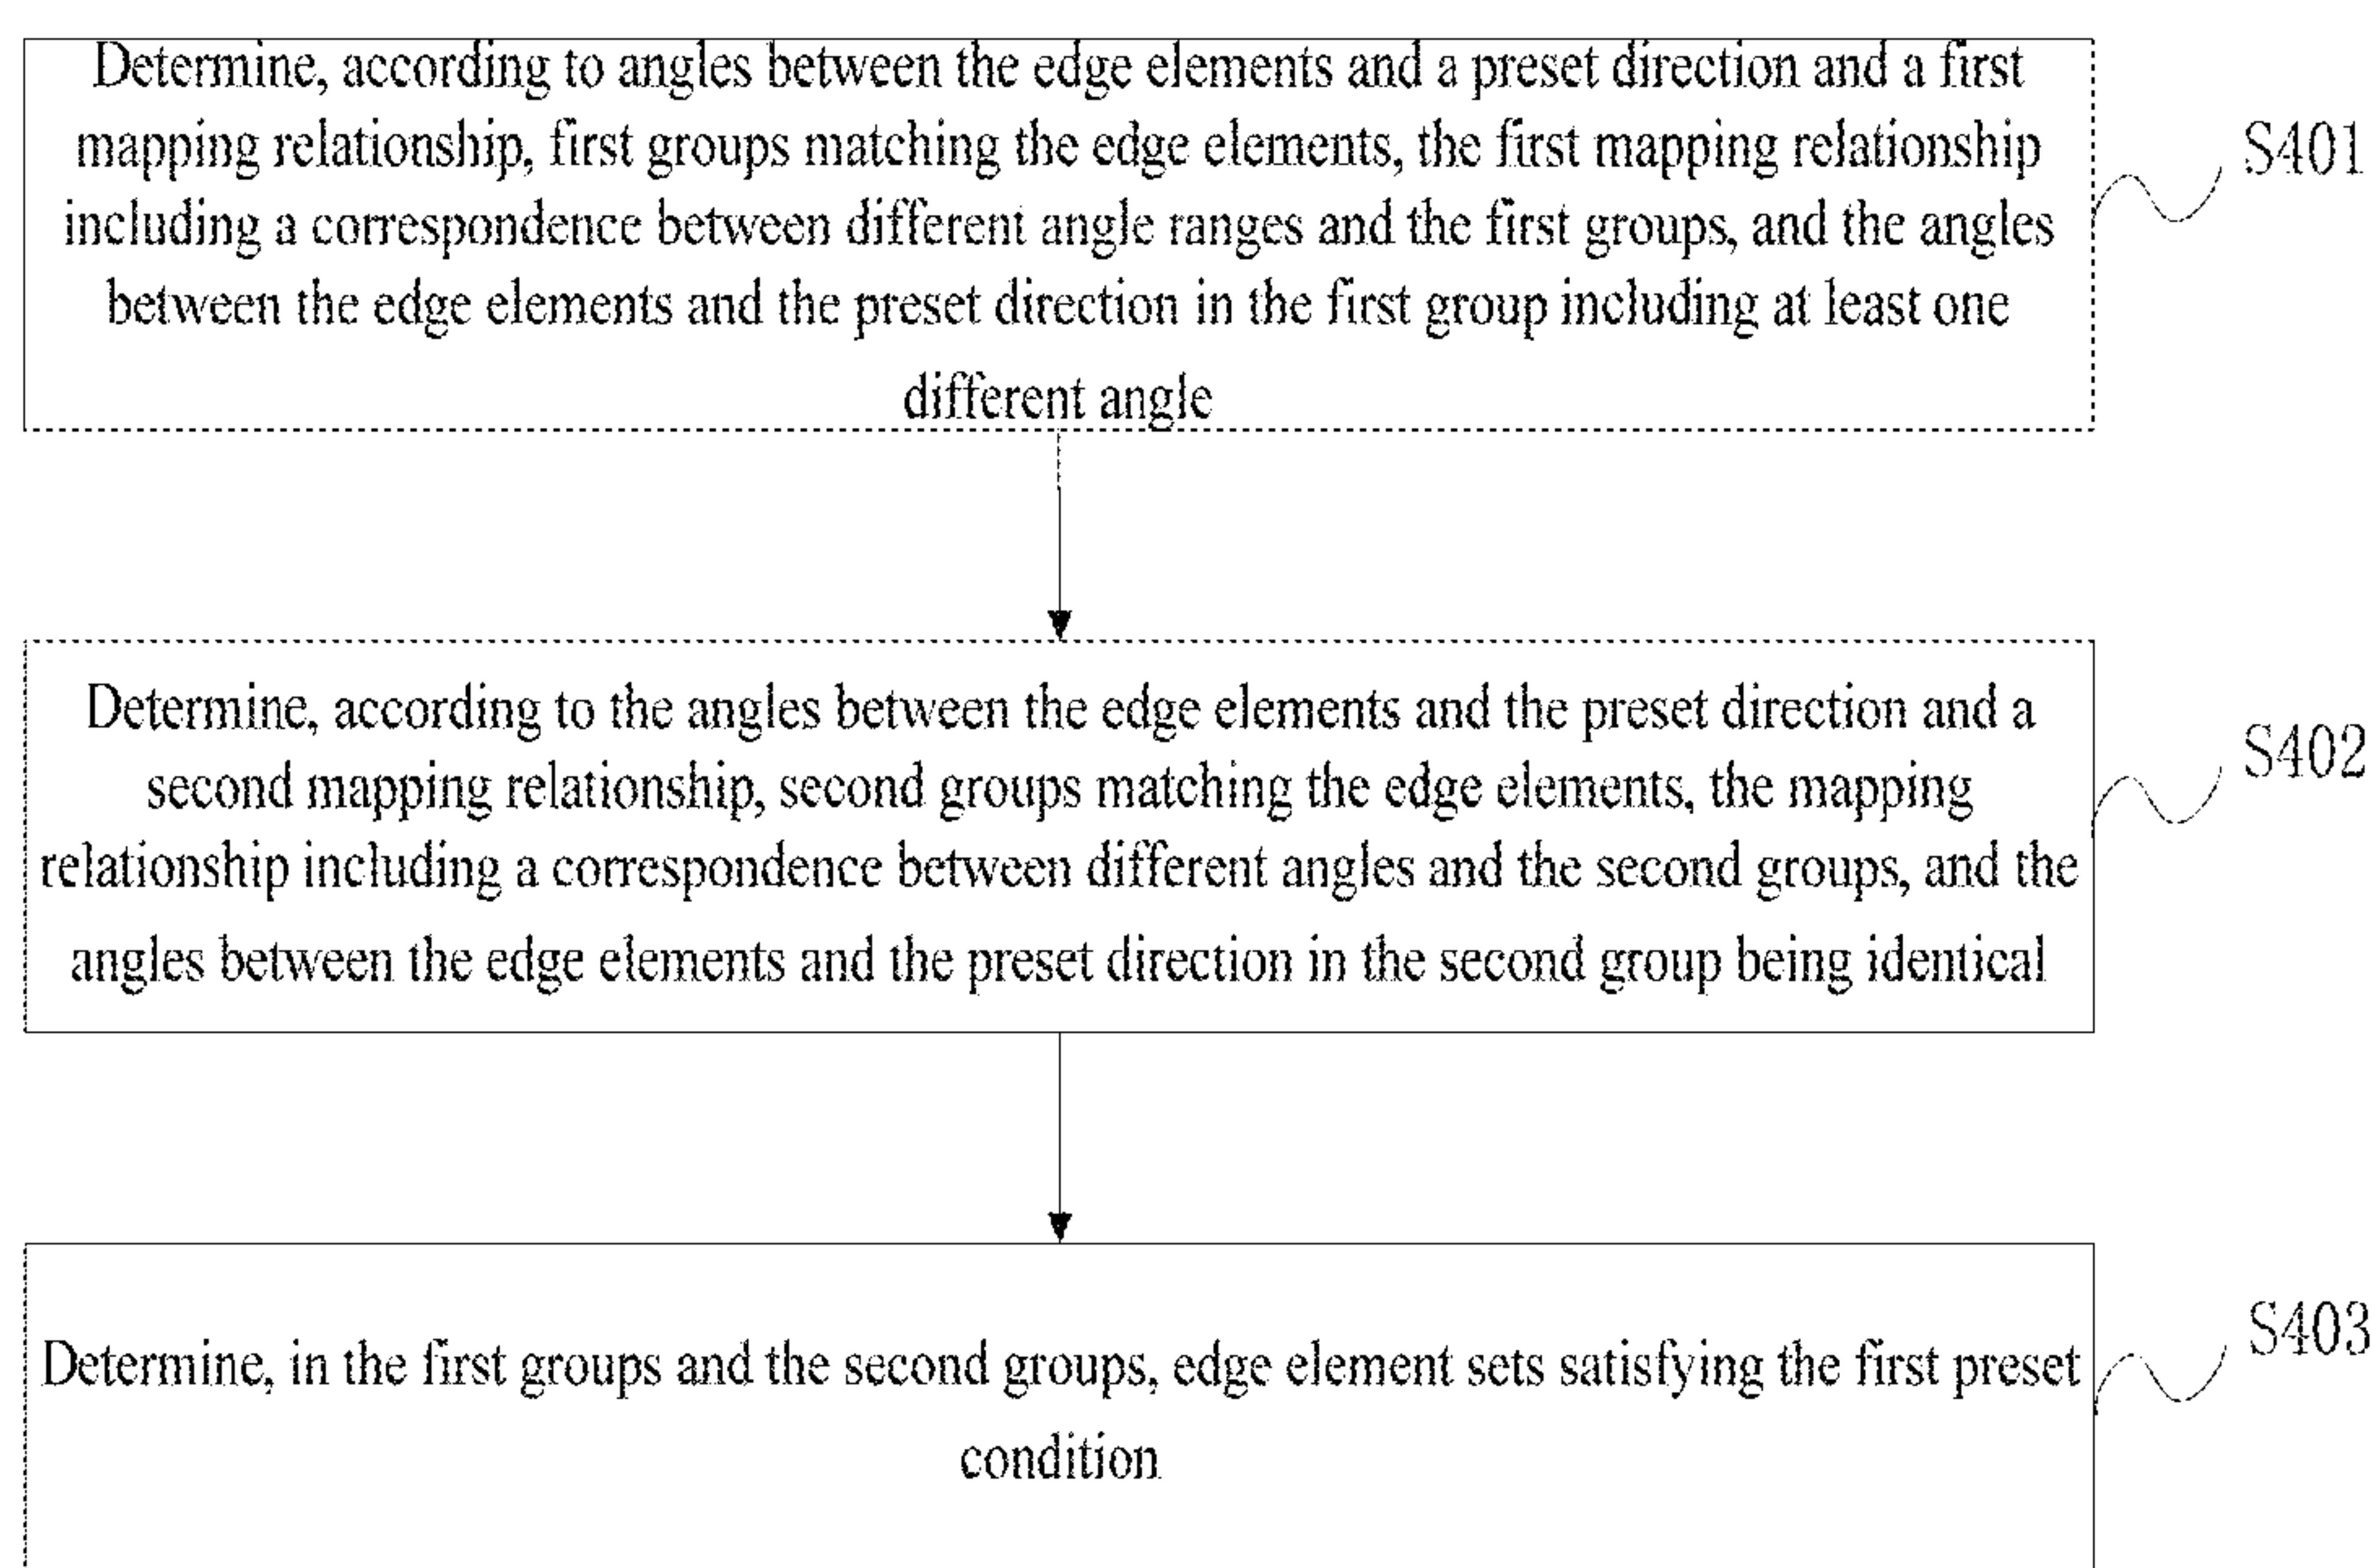 Determine, according to angles between the edge elements and a preset direction and a first
mapping relationship, first groups matching the edge elements, the first mapping relationship
including a correspondence between different angle ranges and the first groups, and the angles
between the edge elements and the preset direction in the first group including at least one
different angle
S401
Determine, according to the angles between the edge elements and the preset direction and a
second mapping relationship, second groups matching the edge elements, the mapping
relationship including a correspondence between different angles and the second groups, and the
angles between the edge elements and the preset direction in the second group being identical
S402
Determine, in the first groups and the second groups, edge element sets satisfying the first preset
condition
S403